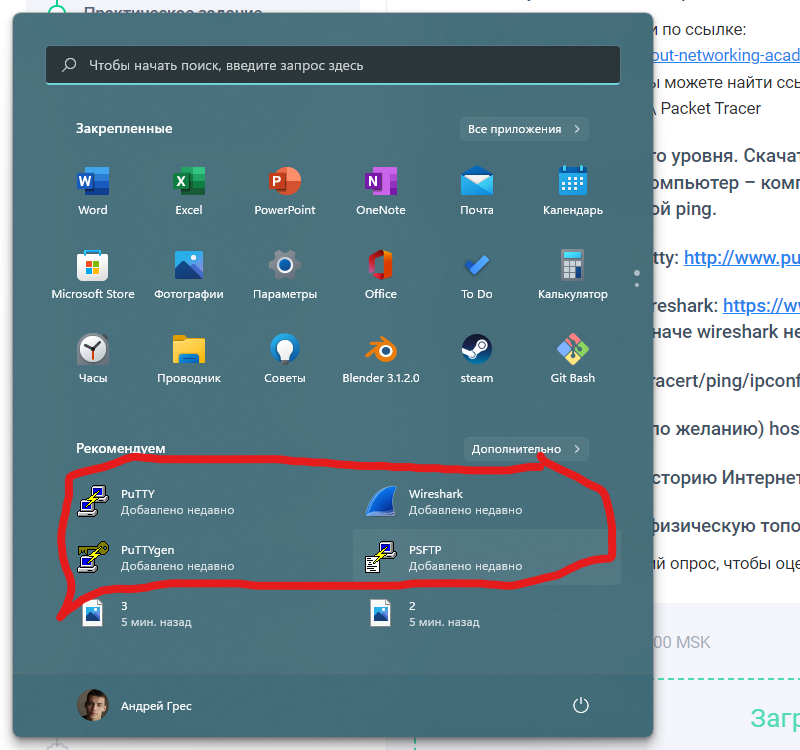 Практическое задание
Чтобы начать поиск, введите запрос здесь
Закрепленные
Все приложения
Word
Excel
PowerPoint
OneNote
Почта
Календарь
Microsoft Store
Фотографии
Параметры
Office
To Do
Калькулятор
Часы
Проводник
Советы
Blender 3.1.2.0
steam
Git Bash
Рекомендуем
Дополнительно
PuTTY
Добавлено недавно
Wireshark
Добавлено недавно
PuTTYgen
Добавлено недавно
PSFTP
Добавлено недавно
3
5 мин. назад
2
5 мин. назад
Андрей Грес
и по ссылке:
out-networking-acad
ы можете найти ссы
A Packet Tracer
го уровня. Скачат
омпьютер – комп
ой ping.
tty: http://www.pu
reshark: https://w
наче wireshark не
racert/ping/ipconf
по желанию) hos
сторию Интернет
физическую топо
ий опрос, чтобы оце
00 MSK
Загр